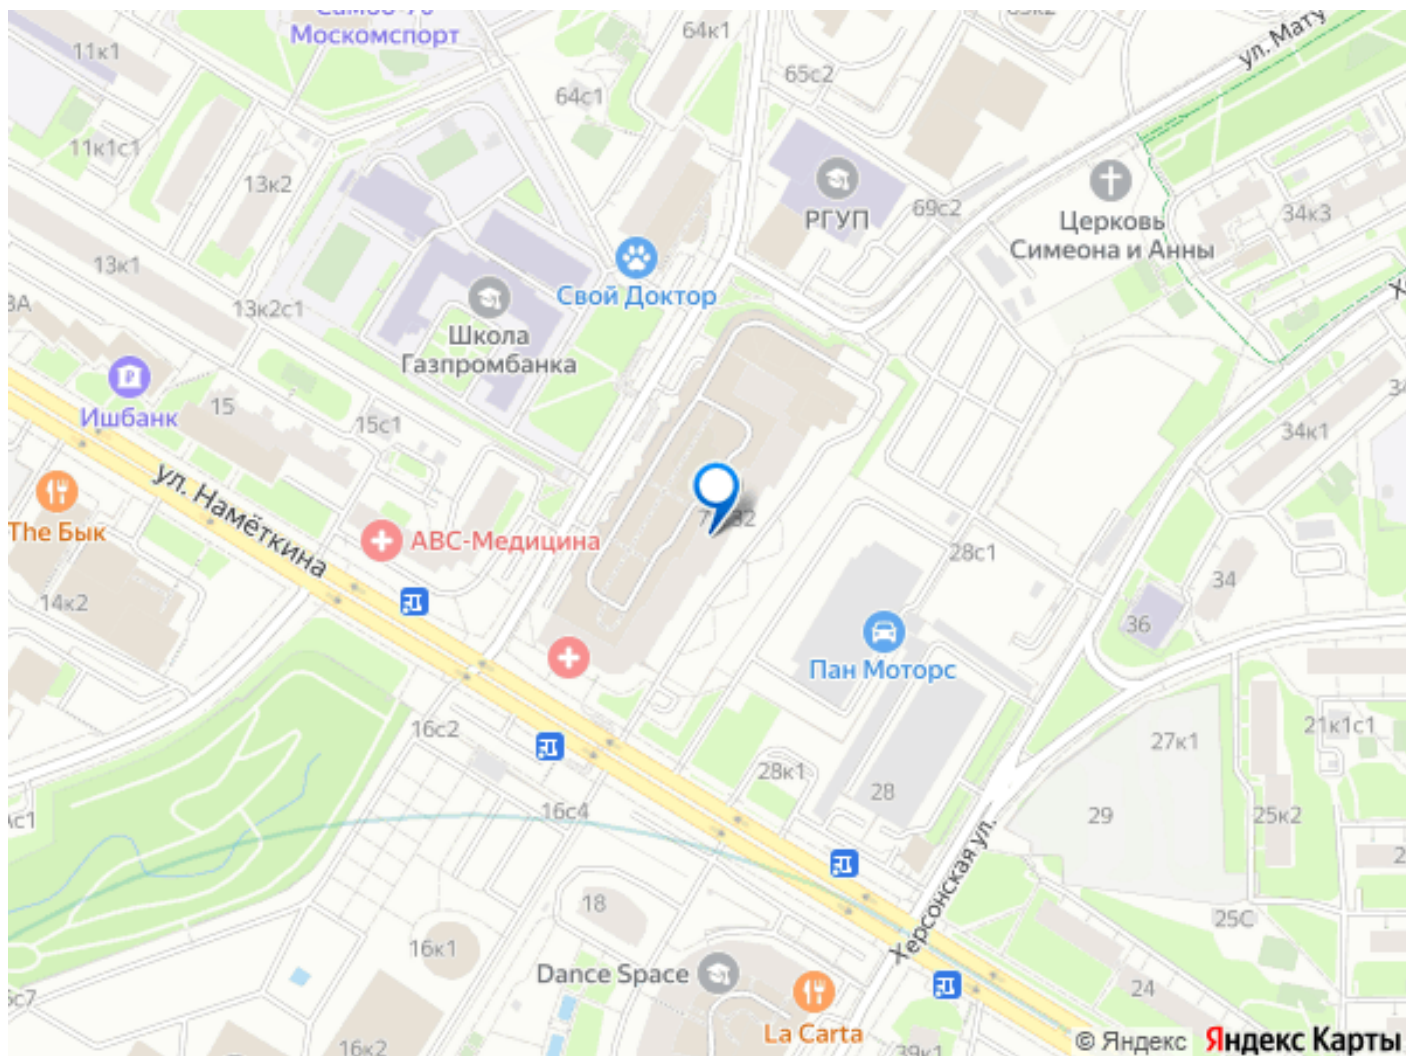 Москомспорт
64к1
ул. Мату
11к1
65с2
64с1
11к1с1
13к2
РГУП
69с2
Церковь
Симеона и Анны
34к3
13к1
Свой Доктор
13к2с1
Школа
Газпромбанка
Ишбанк
15
15с1
34к1
ул. Намёткина
The Бык
АВС-Медицина
28с1
14к2
34
36
Пан Моторс
16с2
21к1с1
27к1
28к1
28
16с4
29
25к2
Херсонская ул.
18
25С
16к1
Dance Space
24
La Carta
16к2
39к1
© Яндекс
Яндекс Карты